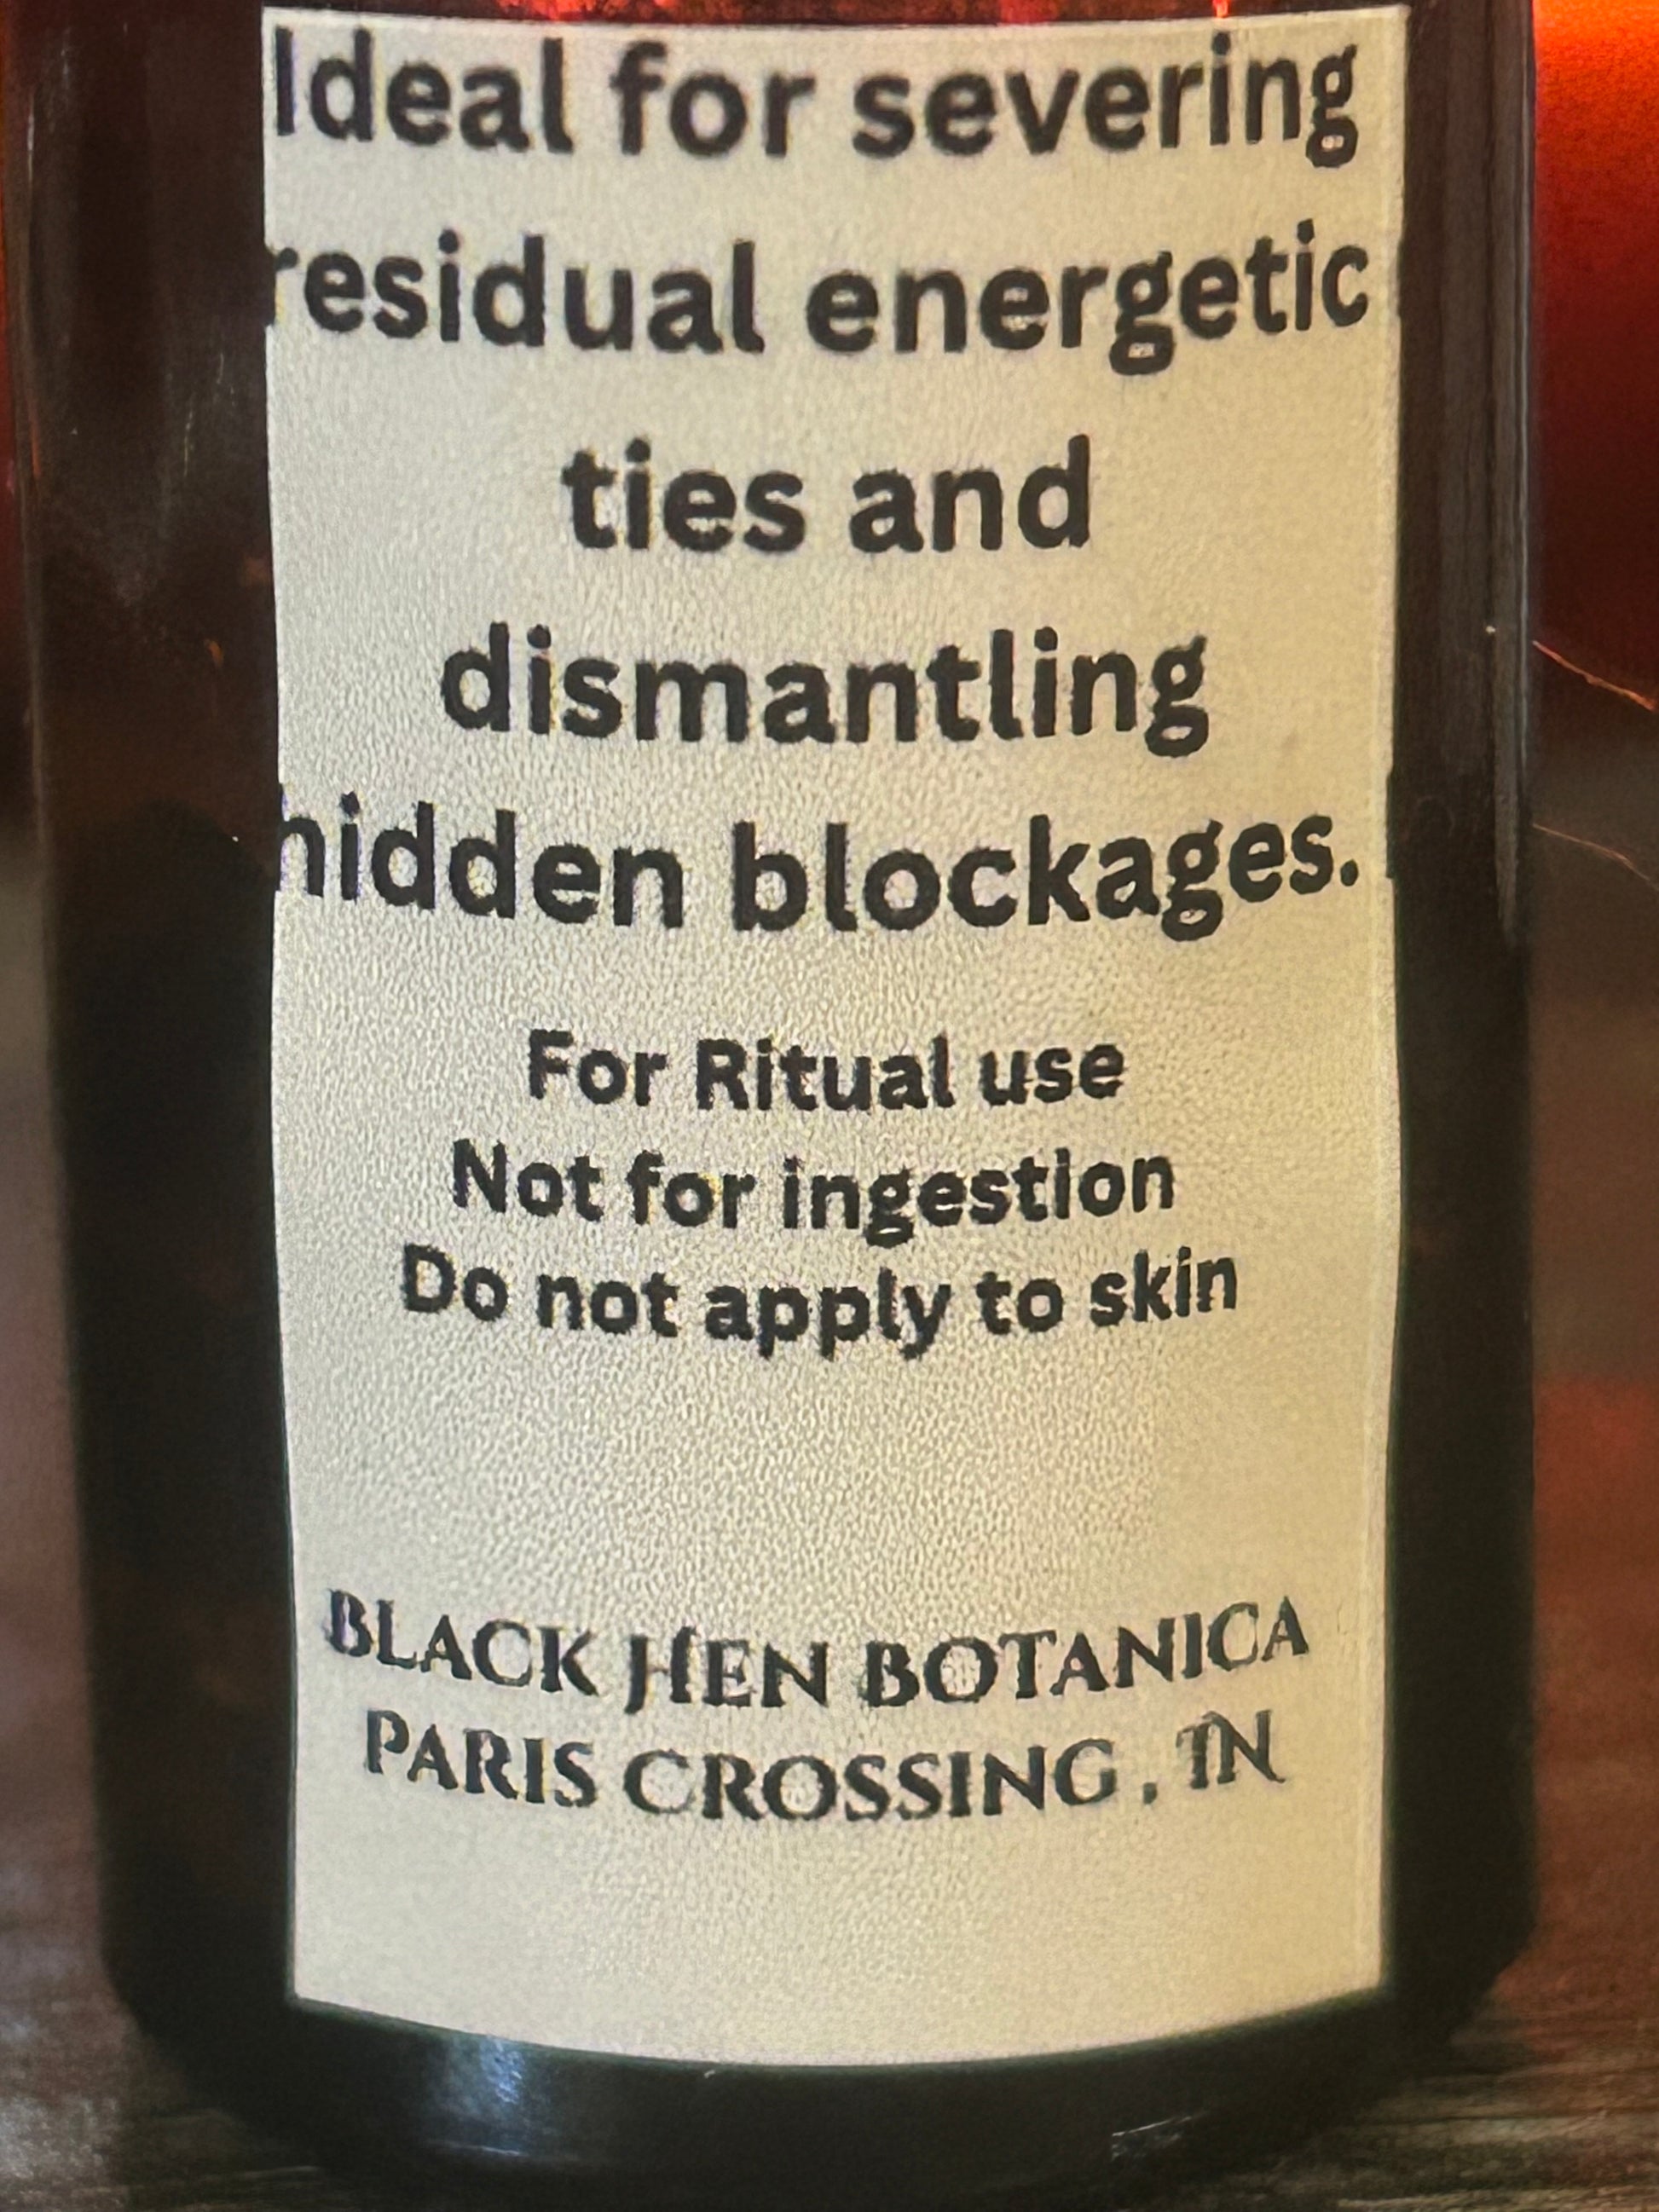 Ideal for severing
residual energetic
ties and
dismantling
hidden blockages.
For Ritual use
Not for ingestion
Do not apply to skin
BLACK HEN BOTANICA
PARIS CROSSING , IN